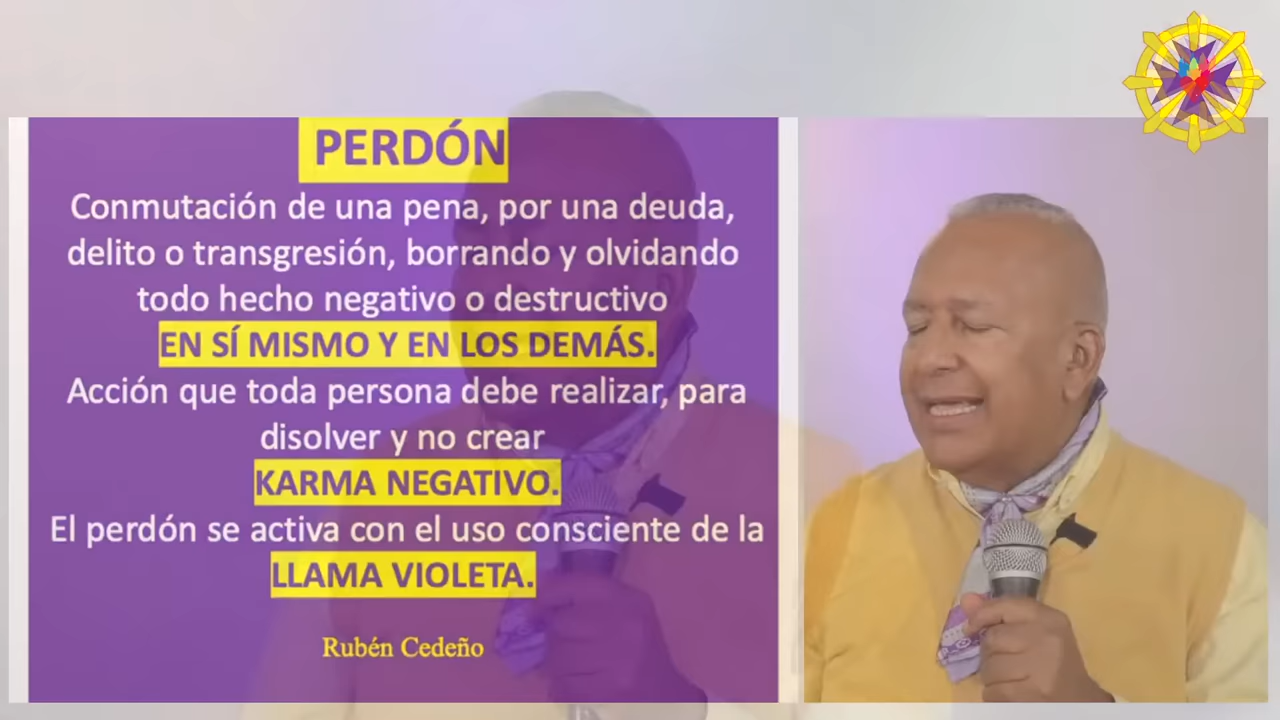 PERDÓN
Conmutación de una pena, por una deuda,
delito o transgresión, borrando y olvidando
todo hecho negativo o destructivo
EN SÍ MISMO Y EN LOS DEMÁS.
Acción que toda persona debe realizar, para
disolver y no crear
KARMA NEGATIVO.
El perdón se activa con el uso consciente de la
LLAMA VIOLETA.
Rubén Cedeño